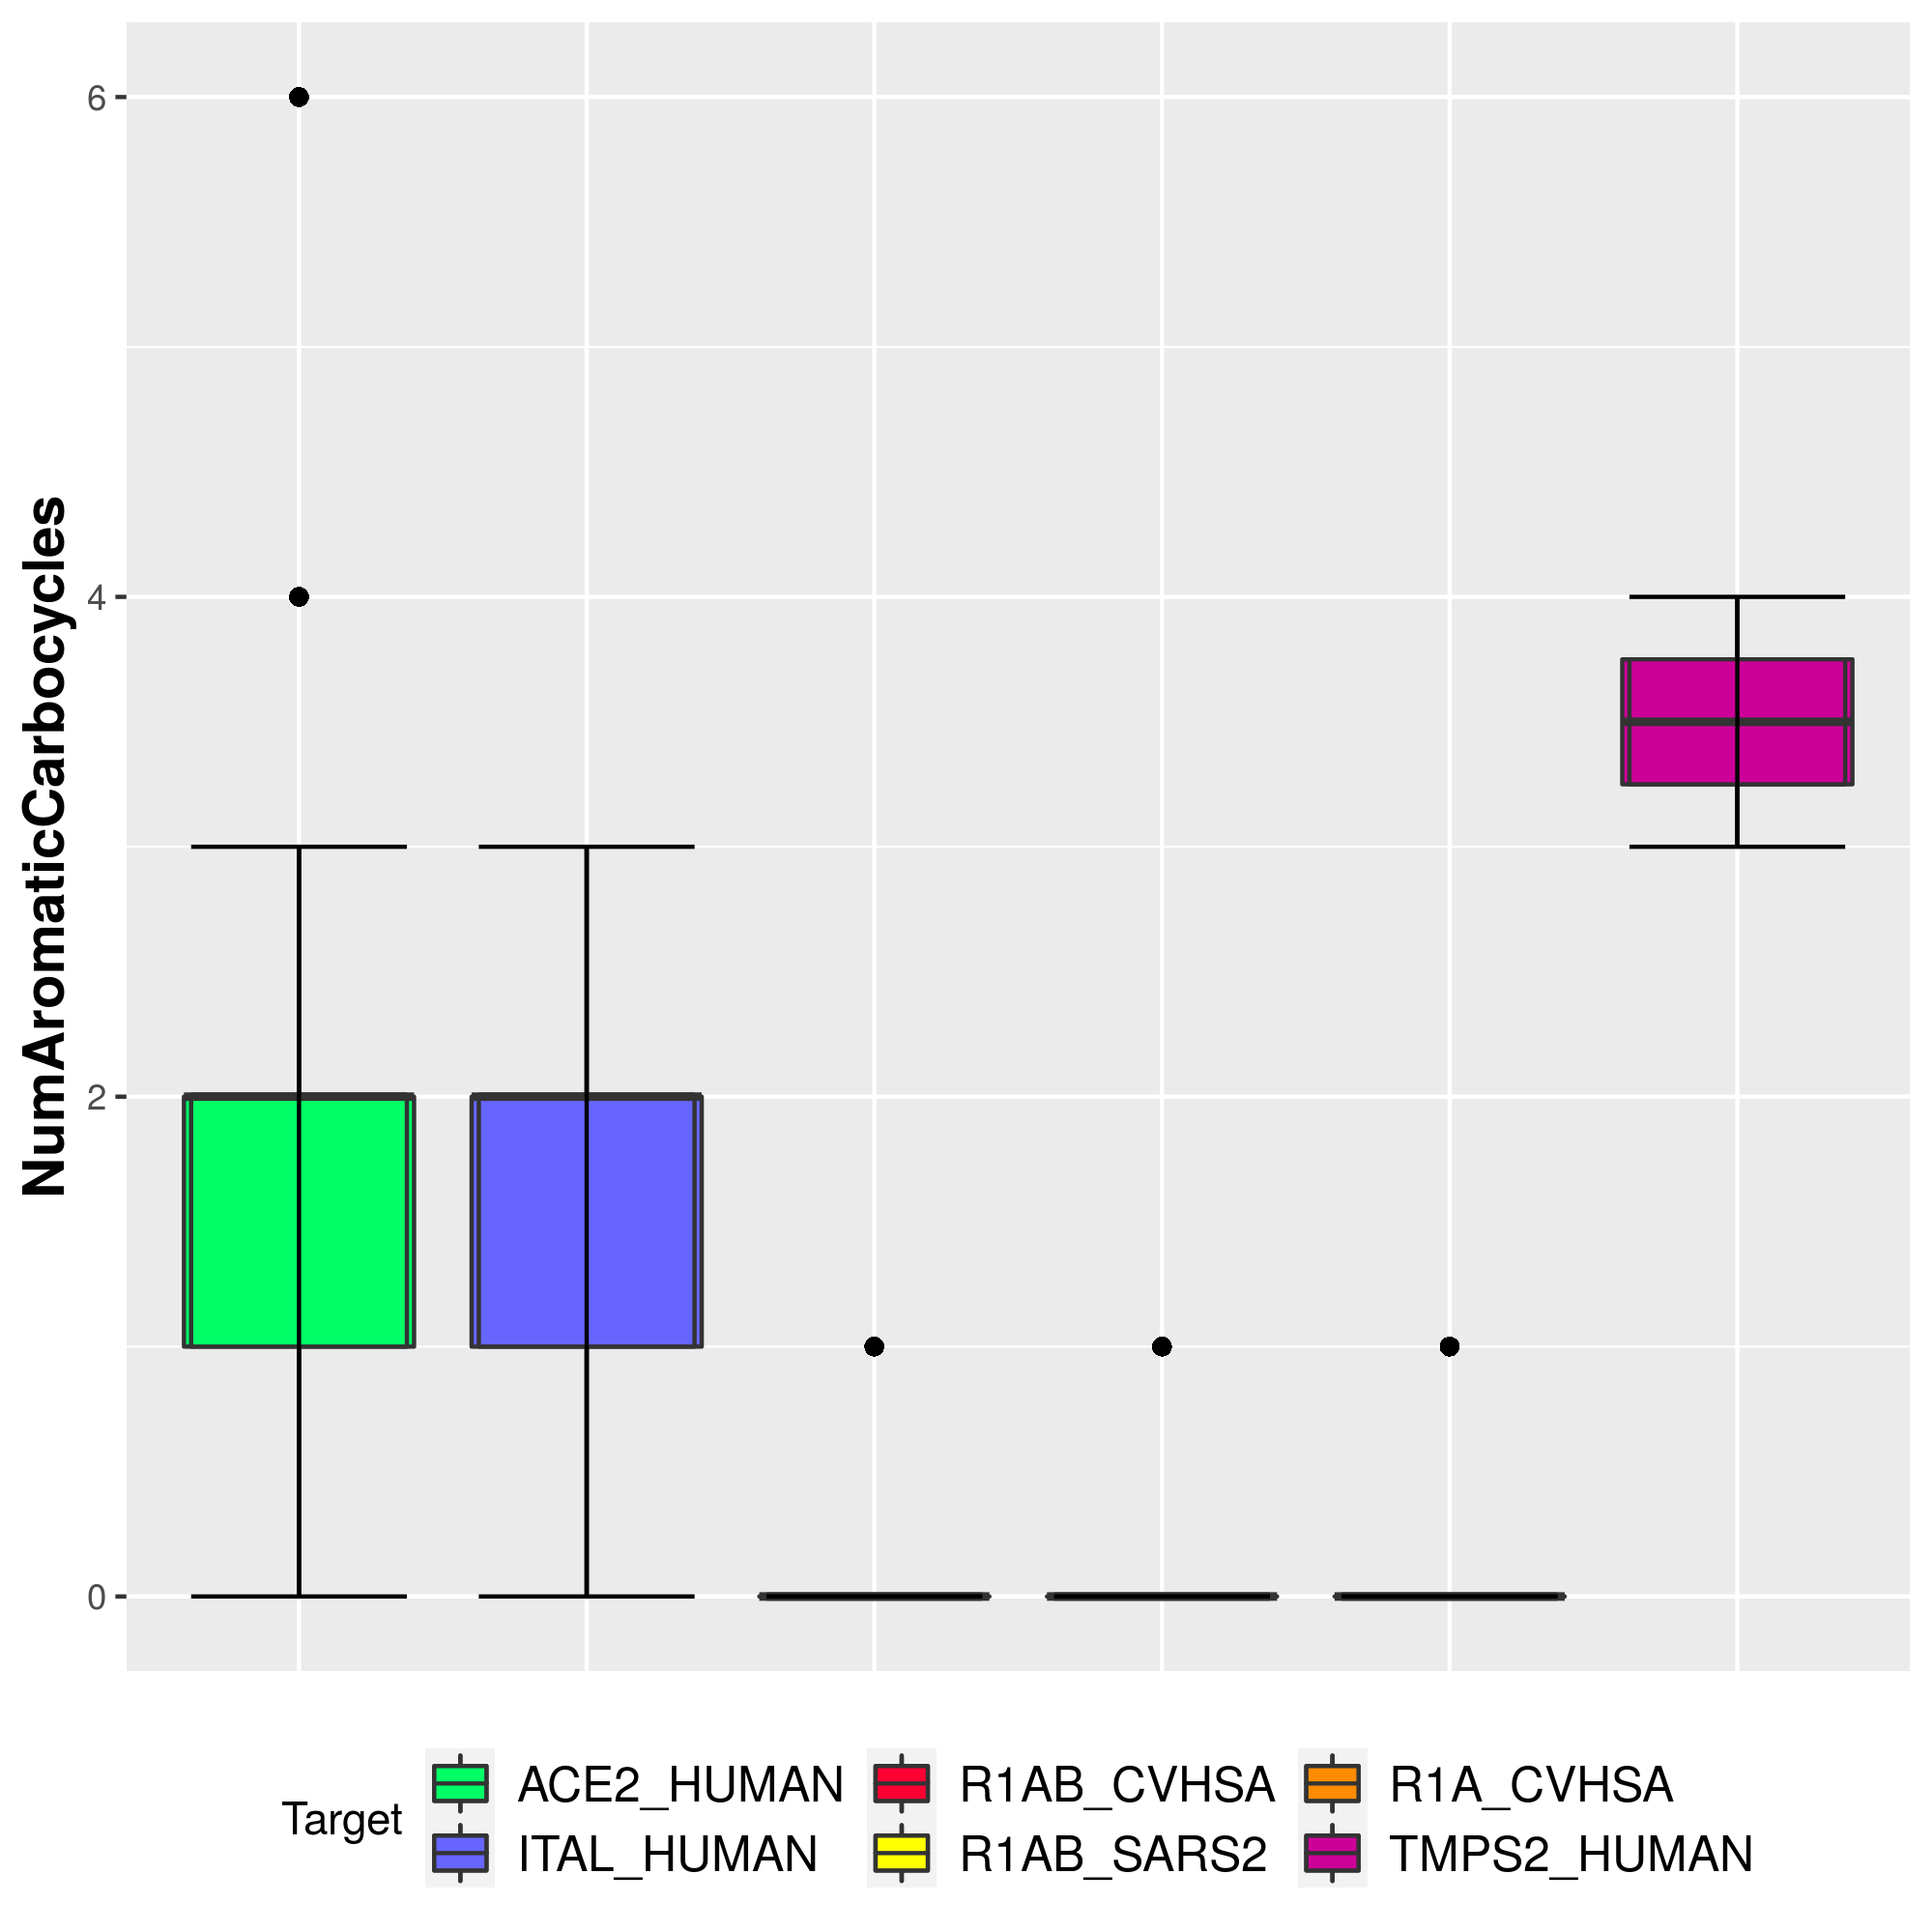 NumAromaticCarbocycles
6
4
2
0
Target
ACE2_HUMAN
R1AB_CVHSA
R1A_CVHSA
ITAL_HUMAN
R1AB_SARS2
TMPS2_HUMAN